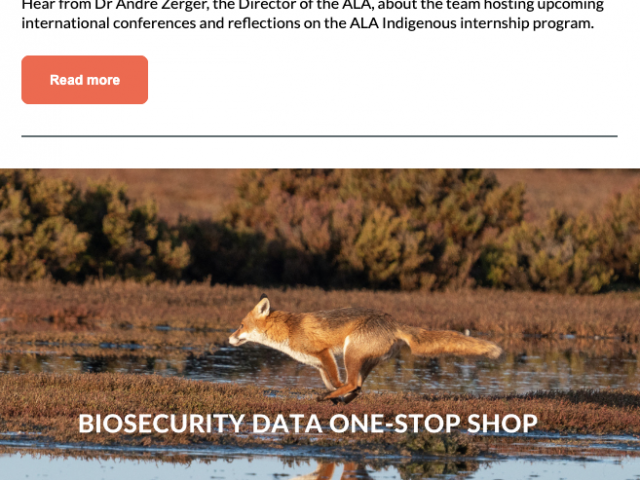 Hear from Dr Andre Zerger, the Director of the ALA, about the team hosting upcoming
international conferences and reflections on the ALA Indigenous internship program.
Read more
BIOSECURITY DATA ONE-STOP SHOP